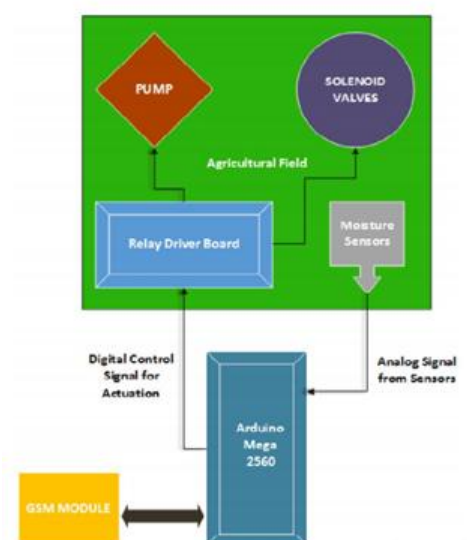 PUMP
SOLENOID
VALVES
Agricultural Field
Relay Driver Board
Moisture
Sensors
Digital Control
Signal for
Actuation
Analog Signal
from Sensors
Arduino
Mega
2560
GSM MODULE